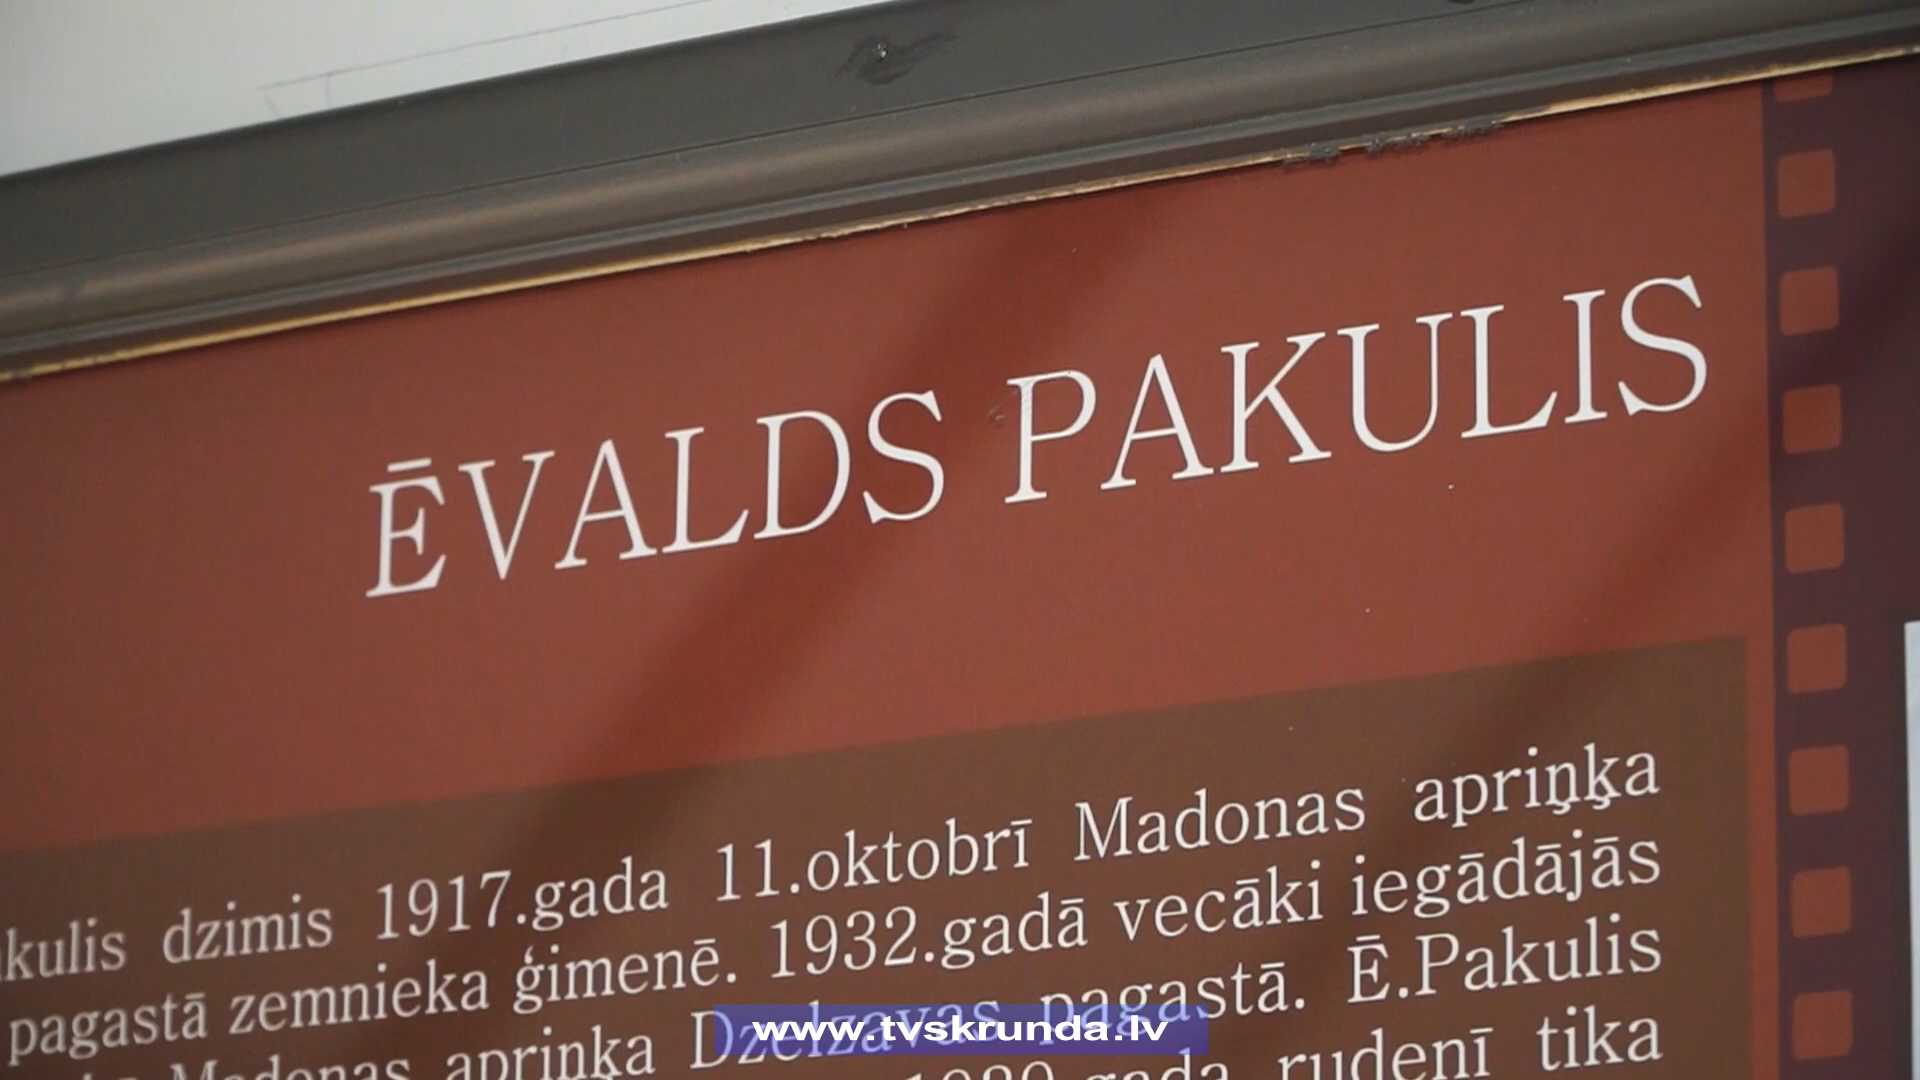 ĒVALDS PAKULIS
dzimis 1917.gada 11.oktobrī Madonas apriņķa
pagastā zemnieka ģimenē. 1932.gadā vecāki iegādājās
Madonas apriņķa Dzelzavas pagastā. Ē.Pakulis
rudenī tika
www.tvskrunda.lv